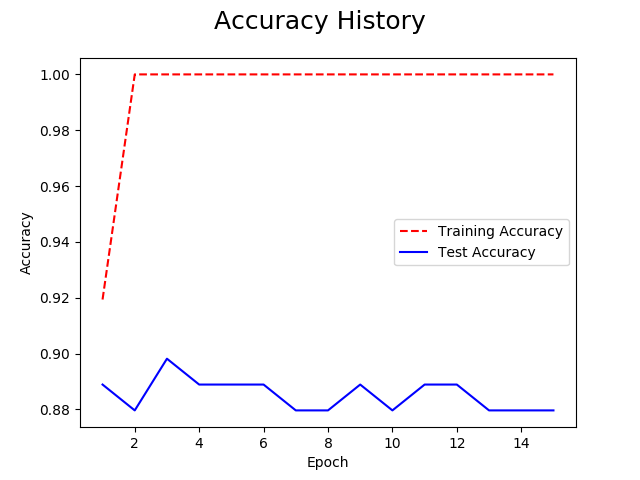 Accuracy History
1.00
0.98
0.96
0.94
0.92
0.90
0.88
Accuracy
Training Accuracy
Test Accuracy
2 4 6 8 10 12 14
Epoch